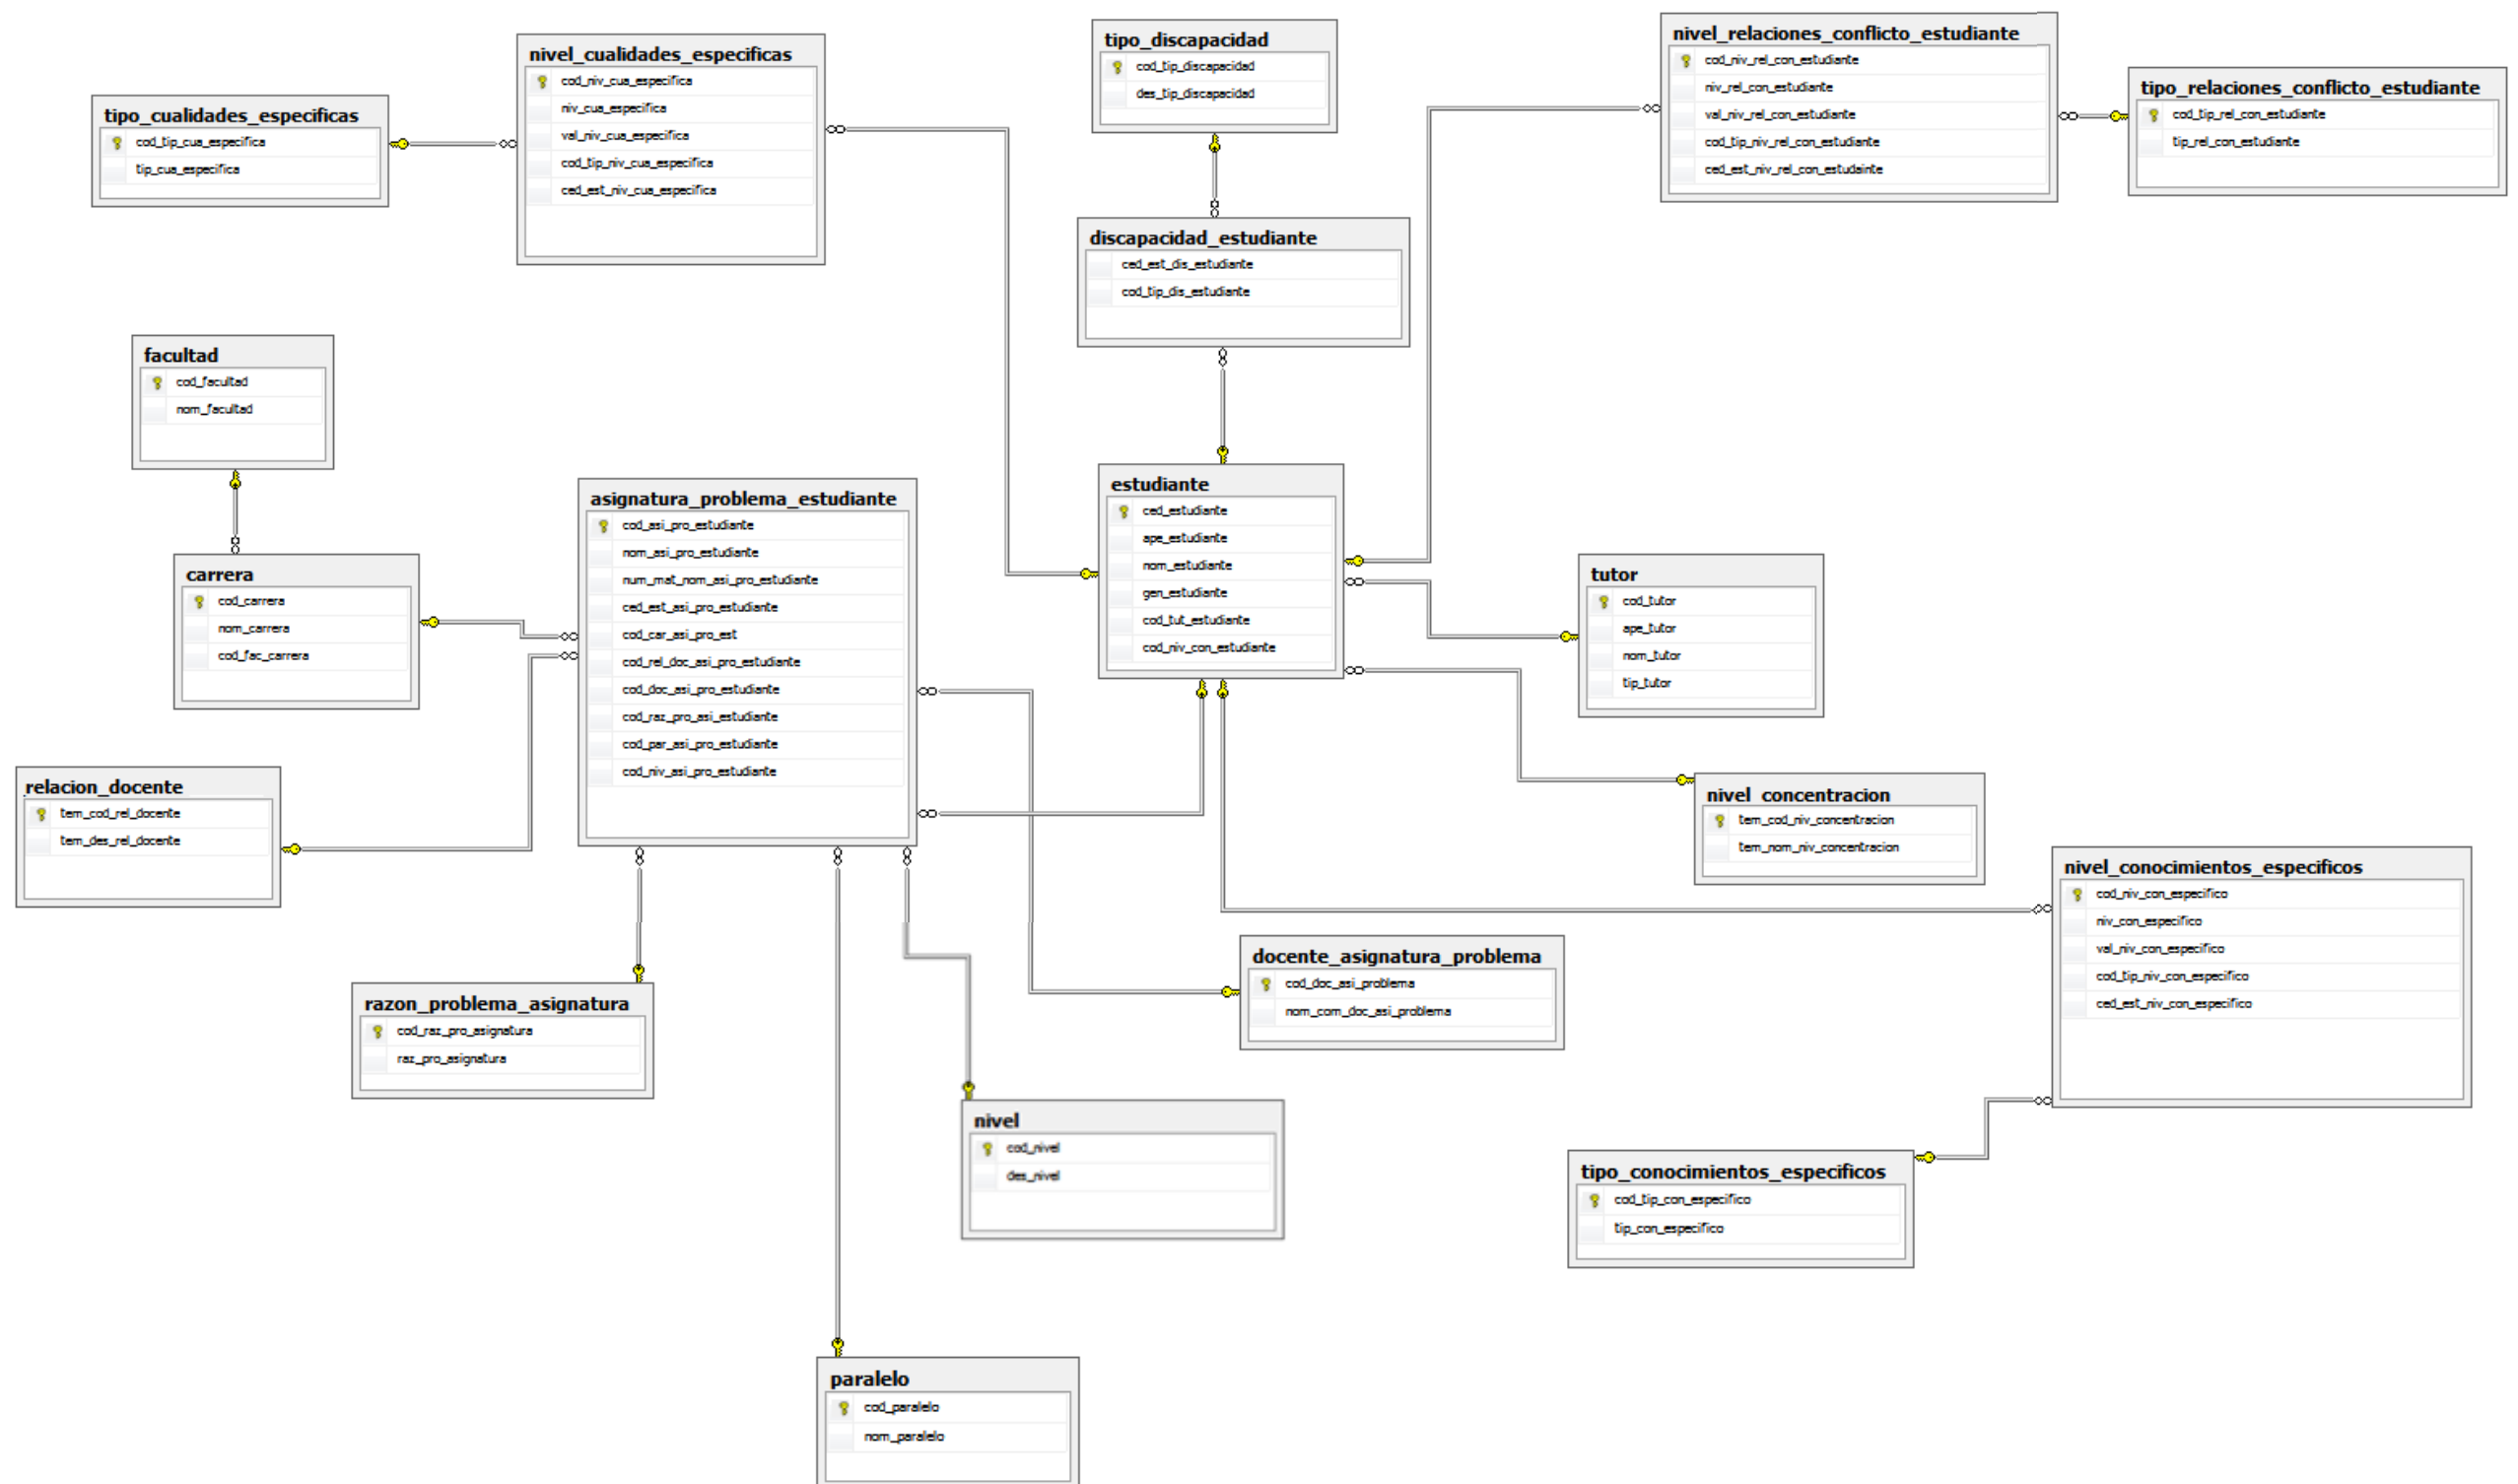 nivel_cualidades_especificas
cod_niv_cua_especifica
niv_cua_especifica
val_niv_cua_especifica
cod_tip_niv_cua_especifica
ced_est_niv_cua_especifica
tipo_discapacidad
cod_tip_discapacidad
des_tip_discapacidad
nivel_relaciones_conflicto_estudiante
cod_niv_rel_con_estudiante
niv_rel_con_estudiante
val_niv_rel_con_estudiante
cod_tip_niv_rel_con_estudiante
ced_est_niv_rel_con_estudainte
tipo_relaciones_conflicto_estudiante
cod_tip_rel_con_estudiante
tip_rel_con_estudiante
tipo_cualidades_especificas
cod_tip_cua_especifica
tip_cua_especifica
discapacidad_estudiante
ced_est_dis_estudiante
cod_tip_dis_estudiante
facultad
cod_facultad
nom_facultad
asignatura_problema_estudiante
cod_asi_pro_estudiante
nom_asi_pro_estudiante
num_mat_nom_asi_pro_estudiante
ced_est_asi_pro_estudiante
cod_car_asi_pro_est
cod_rel_doc_asi_pro_estudiante
cod_doc_asi_pro_estudiante
cod_raz_pro_asi_estudiante
cod_par_asi_pro_estudiante
cod_niv_asi_pro_estudiante
estudiante
ced_estudiante
ape_estudiante
nom_estudiante
gen_estudiante
cod_tut_estudiante
cod_niv_con_estudiante
carrera
cod_carrera
nom_carrera
cod_fac_carrera
tutor
cod_tutor
ape_tutor
nom_tutor
tip_tutor
relacion_docente
tem_cod_rel_docente
tem_des_rel_docente
nivel_concentracion
tem_cod_niv_concentracion
tem_nom_niv_concentracion
nivel_conocimientos_especificos
cod_niv_con_especifico
niv_con_especifico
val_niv_con_especifico
cod_tip_niv_con_especifico
ced_est_niv_con_especifico
docente_asignatura_problema
cod_doc_asi_problema
nom_com_doc_asi_problema
razon_problema_asignatura
cod_raz_pro_asignatura
raz_pro_asignatura
nivel
cod_nivel
des_nivel
tipo_conocimientos_especificos
cod_tip_con_especifico
tip_con_especifico
paralelo
cod_paralelo
nom_paralelo